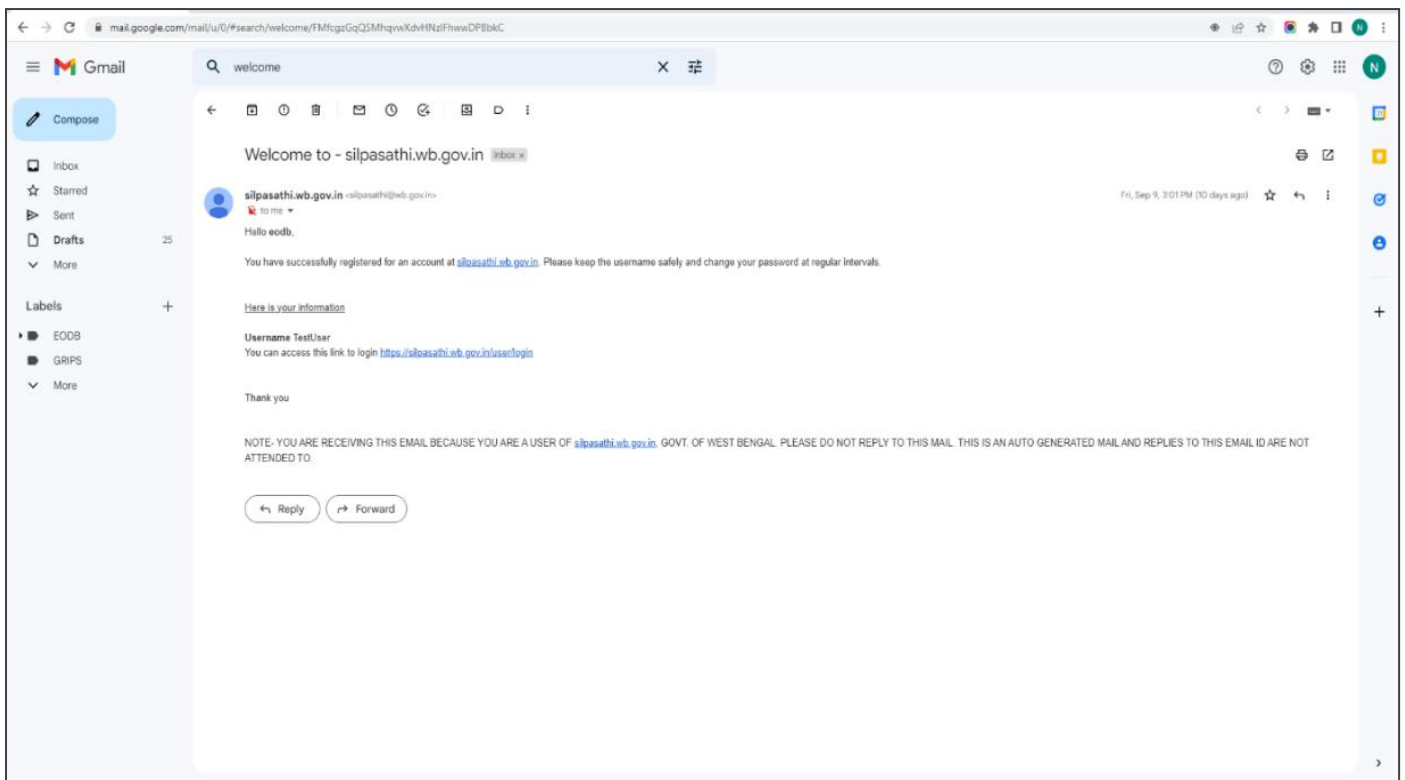 mail.google.com/mail/u/0/#search/welcome/FMfcgzGqQSMhqvwXdvHNzlFhwwDPBbkC
N
Gmail
welcome
N
Compose
Inbox
Starred
Sent
Drafts 25
More
Labels
EODB
GRIPS
More
Welcome to - silpasathi.wb.gov.in Inbox x
silpasathi.wb.gov.in <silpasathi@wb.gov.in>
Fri, Sep 9, 3:01 PM (10 days ago)
to me
Hello eodb,
You have successfully registered for an account at silpasathi.wb.gov.in. Please keep the username safely and change your password at regular intervals.
Here is your information
Username TestUser
You can access this link to login https://silpasathi.wb.gov.in/user/login
Thank you
NOTE- YOU ARE RECEIVING THIS EMAIL BECAUSE YOU ARE A USER OF silpasathi.wb.gov.in, GOVT. OF WEST BENGAL. PLEASE DO NOT REPLY TO THIS MAIL. THIS IS AN AUTO GENERATED MAIL AND REPLIES TO THIS EMAIL ID ARE NOT
ATTENDED TO.
Reply
Forward